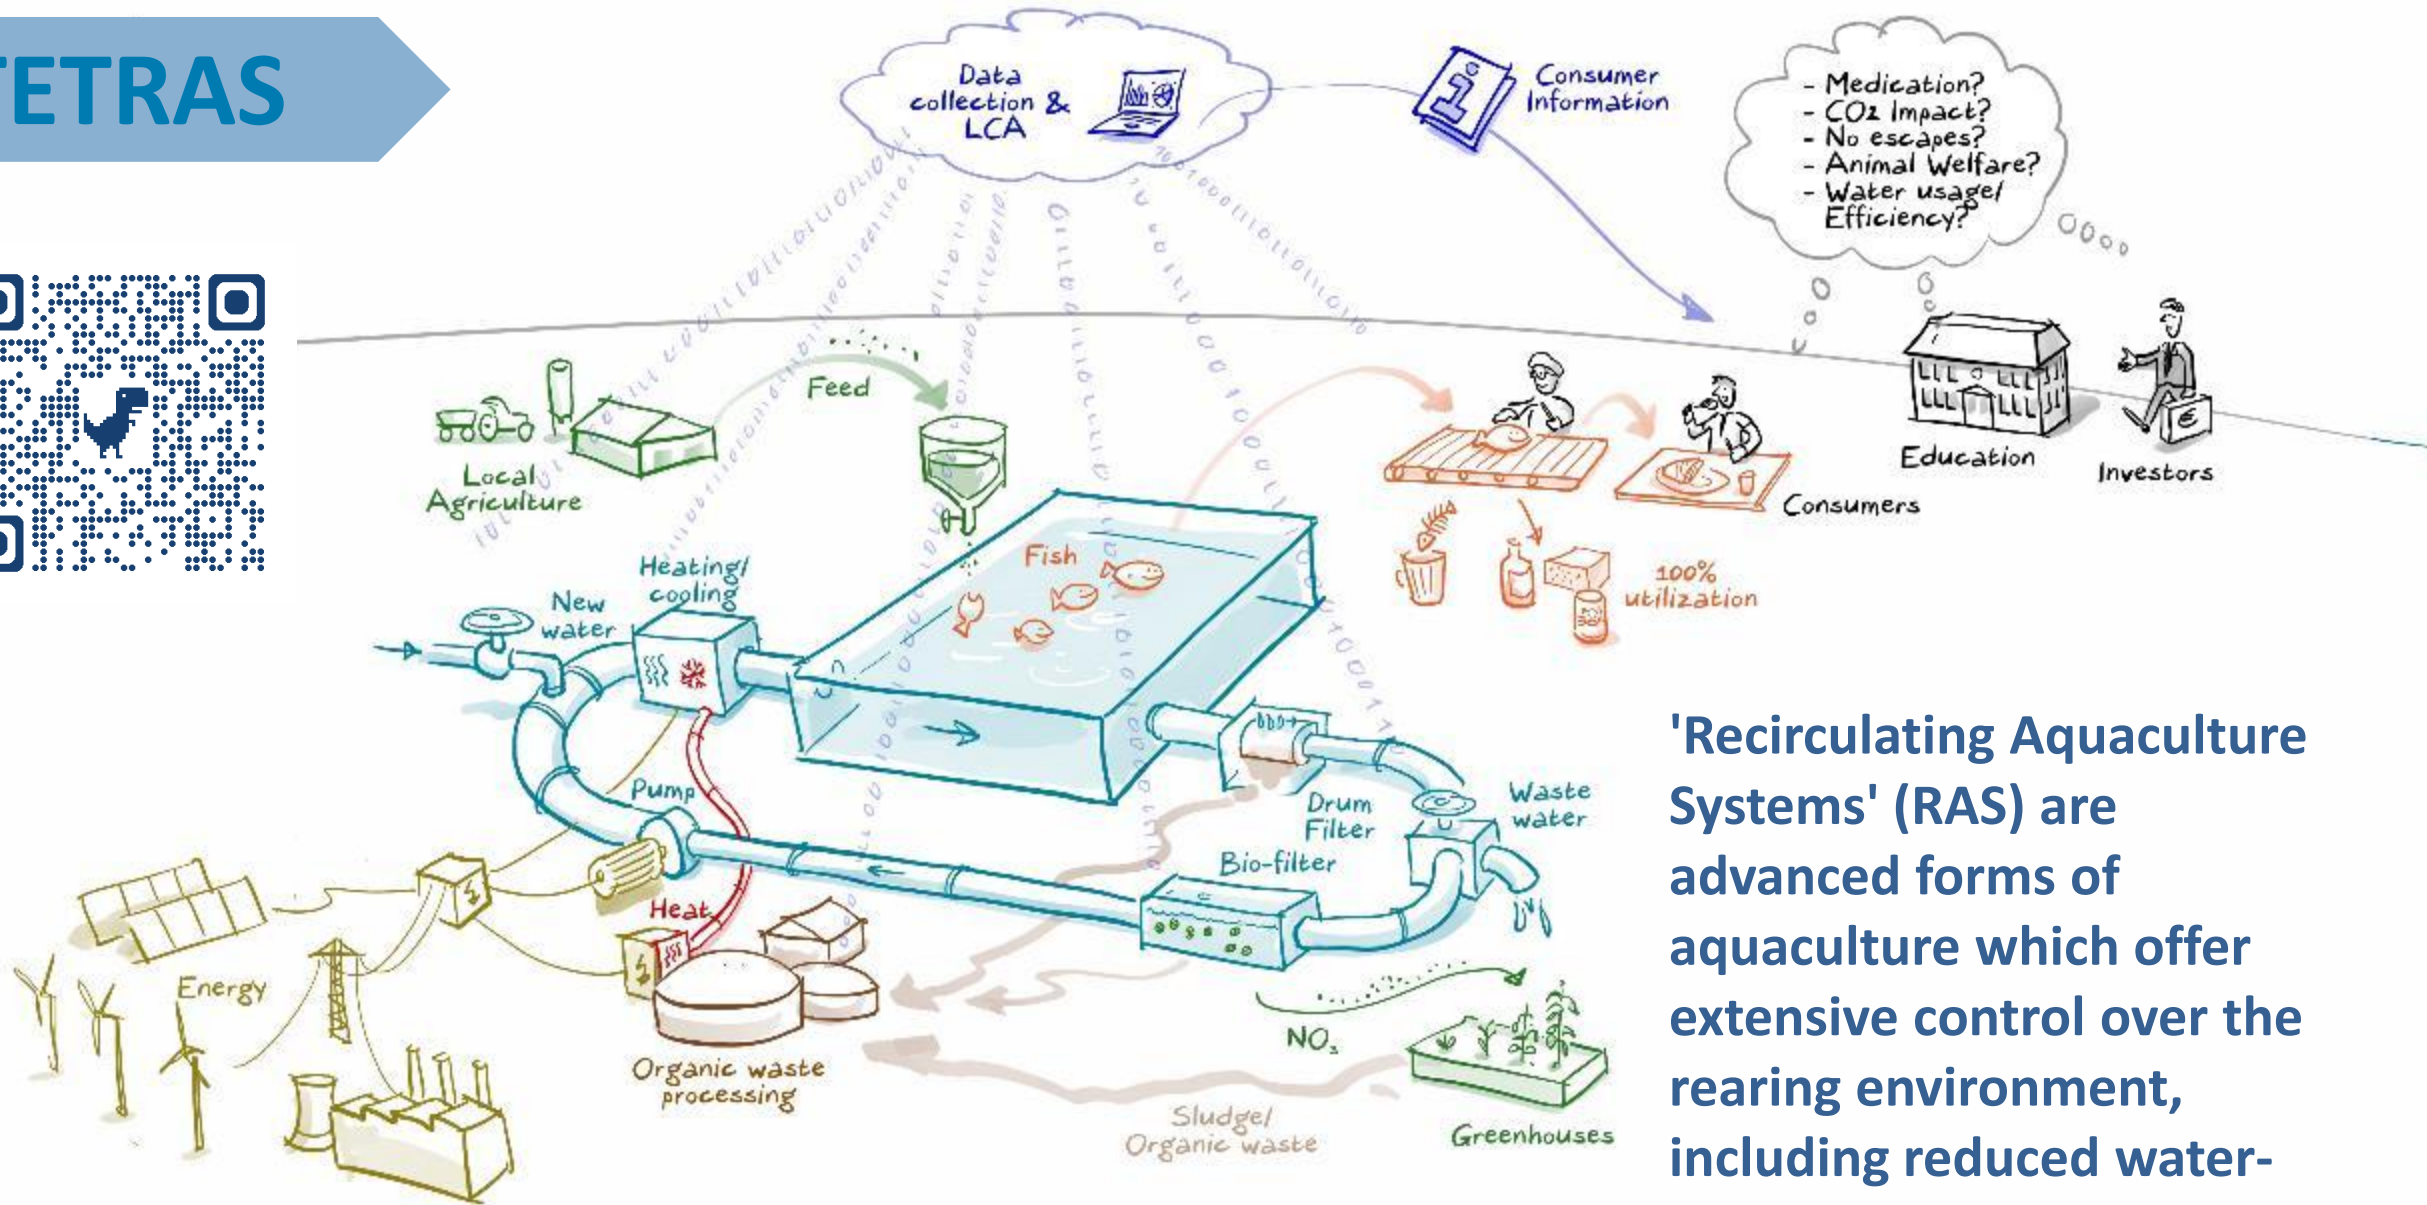 TETRAS
Data
collection &
LCA
Consumer
Information
- Medication?
- CO2 Impact?
- No escapes?
- Animal Welfare?
- Water usage/
Efficiency?
Feed
Local
Agriculture
Education
Investors
Consumers
Fish
100%
utilization
Heating/
cooling
New
water
Pump
Drum
Filter
Waste
water
Bio-filter
Heat
Energy
NO₃
Organic waste
processing
Sludge/
Organic waste
Greenhouses
'Recirculating Aquaculture
Systems' (RAS) are
advanced forms of
aquaculture which offer
extensive control over the
rearing environment,
including reduced water-